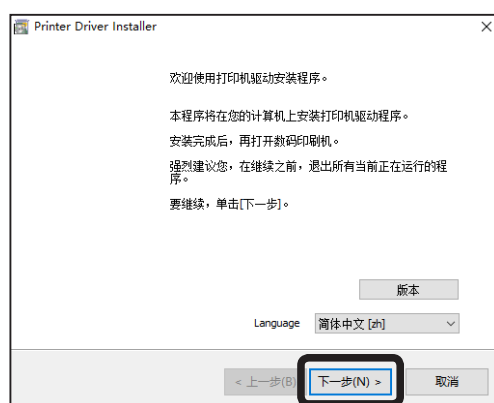 Printer Driver Installer
欢迎使用打印机驱动安装程序。
本程序将在您的计算机上安装打印机驱动程序。
安装完成后，再打开数码印刷机。
强烈建议您，在继续之前，退出所有当前正在运行的程
序。
要继续，单击[下一步]。
版本
Language 简体中文 [zh]
< 上一步(B) 下一步(N) > 取消